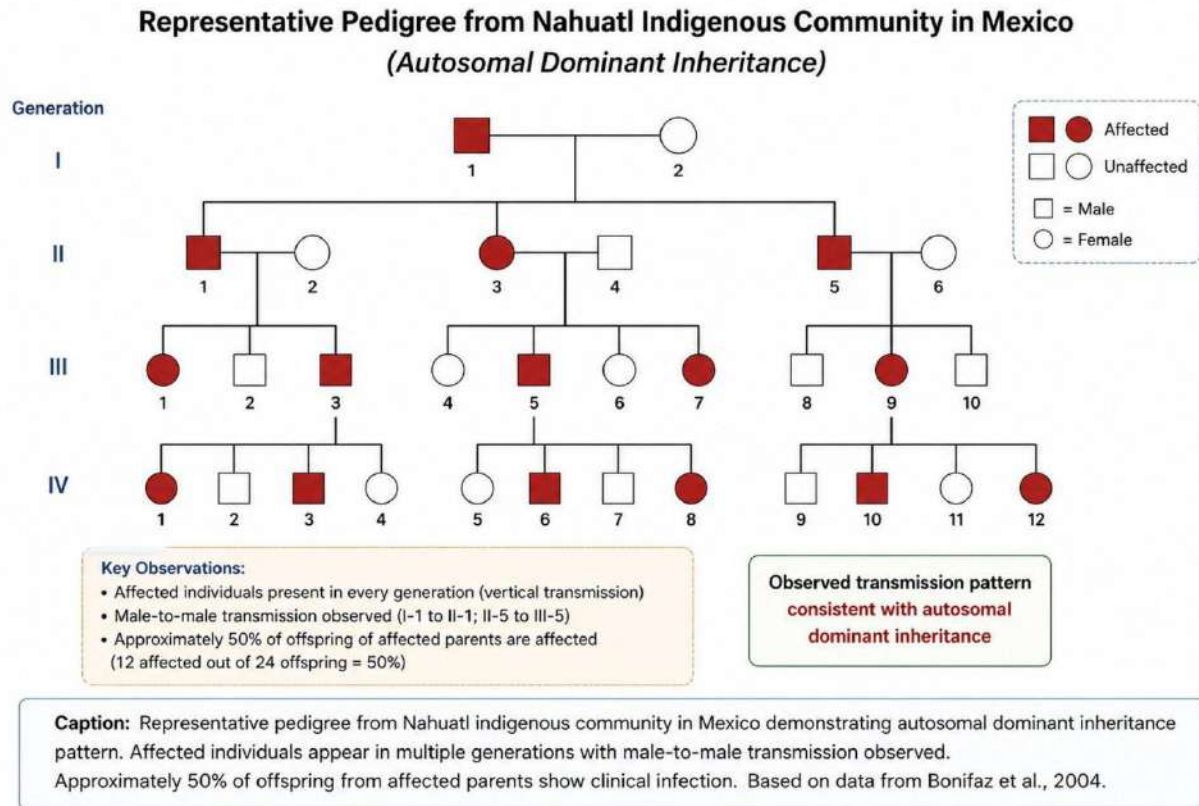 Representative Pedigree from Nahuatl Indigenous Community in Mexico
(Autosomal Dominant Inheritance)
Generation
I
1
2
Affected
Unaffected
= Male
= Female
II
1
2
3
4
5
6
III
1
2
3
4
5
6
7
8
9
10
IV
1
2
3
4
5
6
7
8
9
10
11
12
Key Observations:
• Affected individuals present in every generation (vertical transmission)
• Male-to-male transmission observed (I-1 to II-1; II-5 to III-5)
• Approximately 50% of offspring of affected parents are affected
(12 affected out of 24 offspring = 50%)
Observed transmission pattern
consistent with autosomal
dominant inheritance
Caption: Representative pedigree from Nahuatl indigenous community in Mexico demonstrating autosomal dominant inheritance
pattern. Affected individuals appear in multiple generations with male-to-male transmission observed.
Approximately 50% of offspring from affected parents show clinical infection. Based on data from Bonifaz et al., 2004.